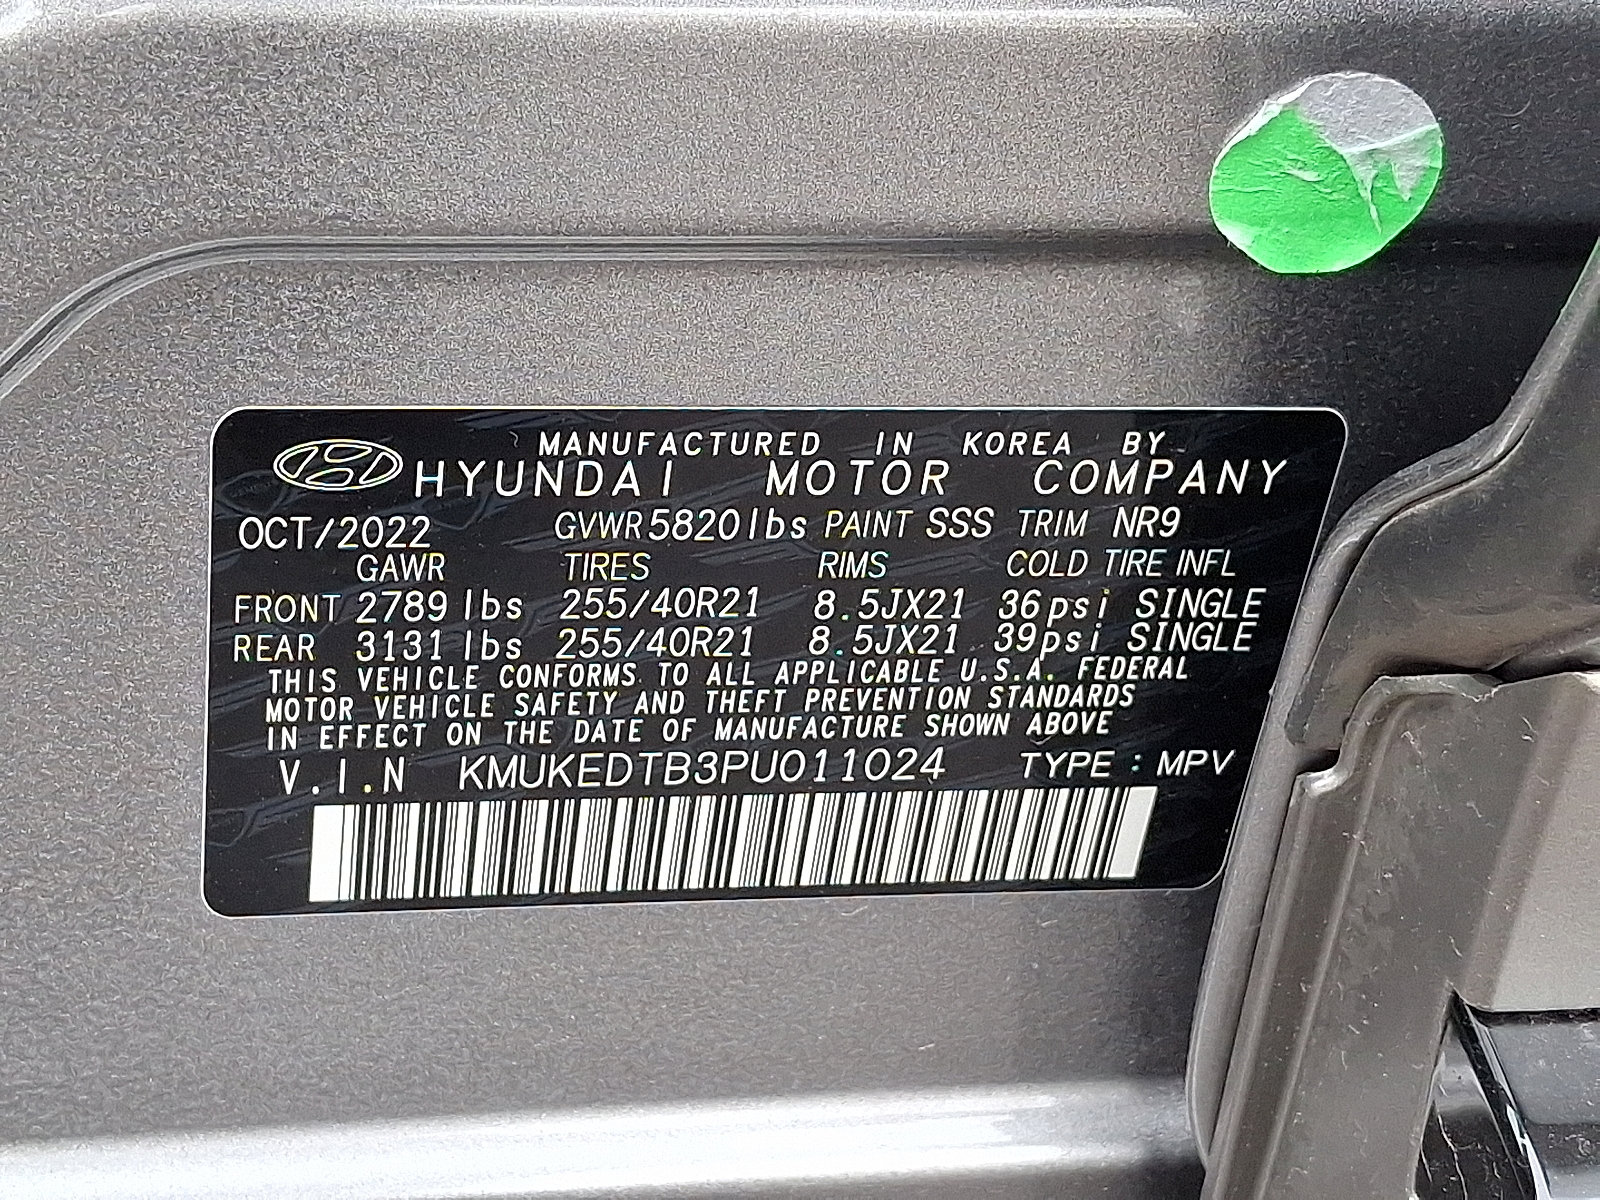 MANUFACTURED IN KOREA BY
HYUNDAI MOTOR COMPANY
OCT/2022 GVWR 5820lbs PAINT SSS TRIM NR9
GAWR TIRES RIMS COLD TIRE INFL
FRONT 2789 lbs 255/40R21 8.5JX21 36psi SINGLE
REAR 3131 lbs 255/40R21 8.5JX21 39psi SINGLE
THIS VEHICLE CONFORMS TO ALL APPLICABLE U.S.A. FEDERAL
MOTOR VEHICLE SAFETY AND THEFT PREVENTION STANDARDS
IN EFFECT ON THE DATE OF MANUFACTURE SHOWN ABOVE
V.I.N KMUKEDTB3PU011024 TYPE : MPV